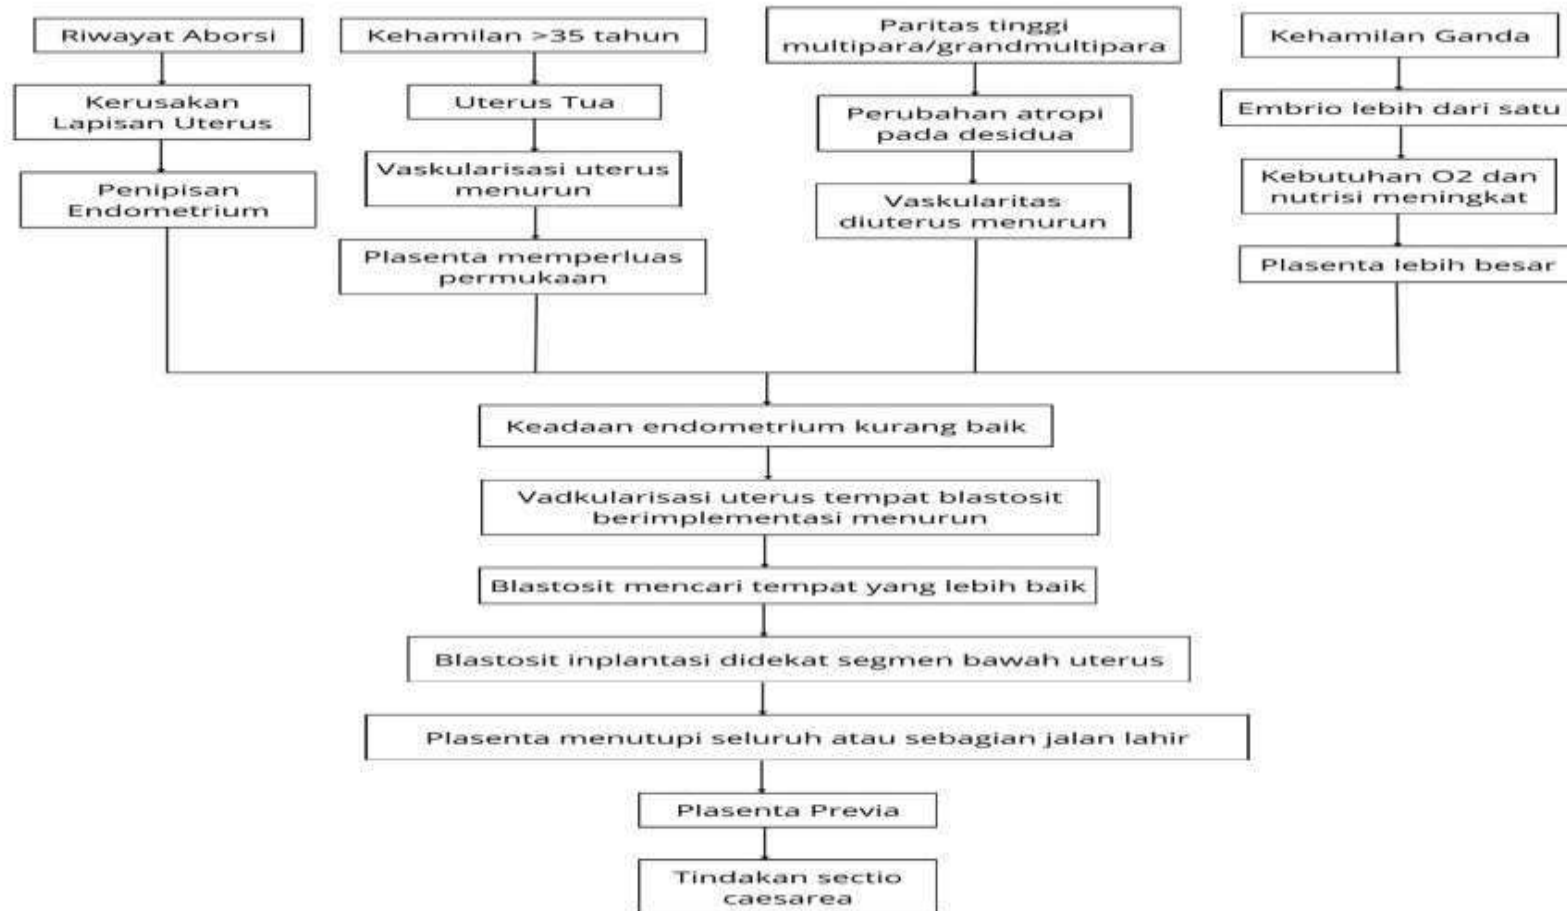 Riwayat Aborsi
Kerusakan
Lapisan Uterus
Penipisan
Endometrium
Kehamilan >35 tahun
Uterus Tua
Vaskularisasi uterus
menurun
Plasenta memperluas
permukaan
Paritas tinggi
multipara/grandmultipara
Perubahan atropi
pada desidua
Vaskularitas
diuterus menurun
Kehamilan Ganda
Embrio lebih dari satu
Kebutuhan O2 dan
nutrisi meningkat
Plasenta lebih besar
Keadaan endometrium kurang baik
Vadkularisasi uterus tempat blastosit
berimplementasi menurun
Blastosit mencari tempat yang lebih baik
Blastosit inplantasi didekat segmen bawah uterus
Plasenta menutupi seluruh atau sebagian jalan lahir
Plasenta Previa
Tindakan sectio
caesarea